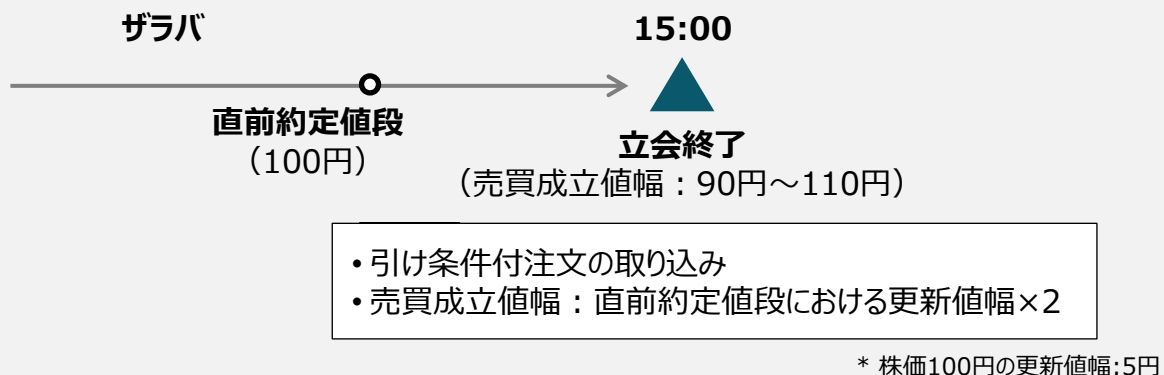 ザラバ
15:00
直前約定値段
（100円）
立会終了
（売買成立値幅：90円～110円）
• 引け条件付注文の取り込み
• 売買成立値幅：直前約定値段における更新値幅×2
* 株価100円の更新値幅:5円